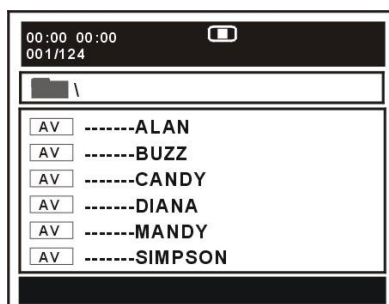 00:00 00:00
001/124
\
AV -------ALAN
AV -------BUZZ
AV -------CANDY
AV -------DIANA
AV -------MANDY
AV -------SIMPSON